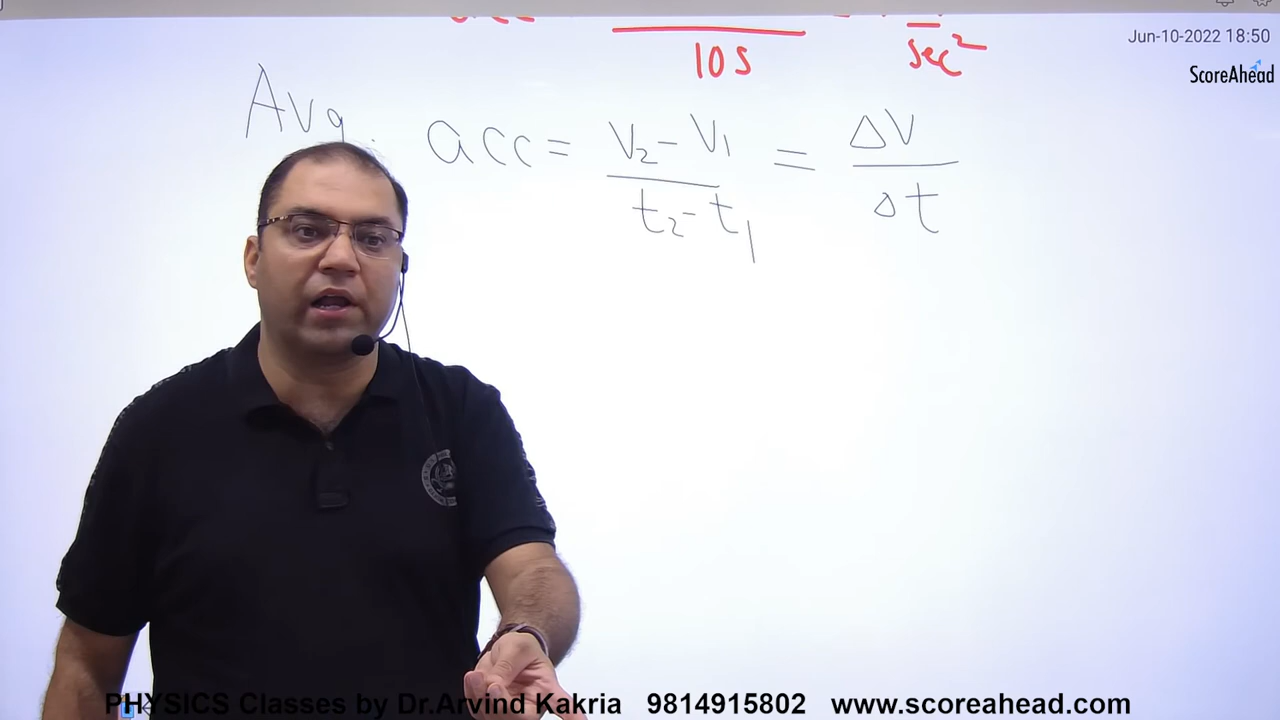 10s
sec²
Jun-10-2022 18:50
ScoreAhead
Avg. acc = V₂ - V₁ / t₂ - t₁ = ΔV / Δt
PHYSICS Classes by Dr.Arvind Kakria 9814915802 www.scoreahead.com